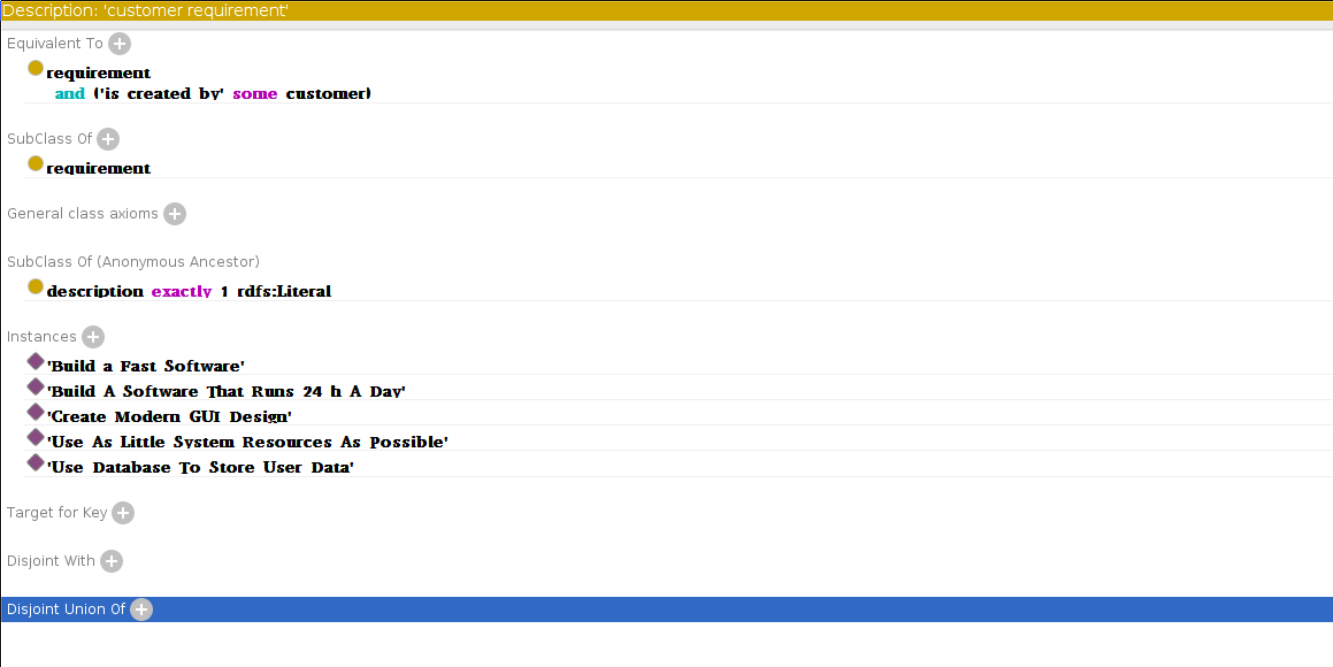 Description: 'customer requirement'
Equivalent To
requirement
and ('is created by' some customer)
SubClass Of
requirement
General class axioms
SubClass Of (Anonymous Ancestor)
description exactly 1 rdfs:Literal
Instances
'Build a Fast Software'
'Build A Software That Runs 24 h A Day'
'Create Modern GUI Design'
'Use As Little System Resources As Possible'
'Use Database To Store User Data'
Target for Key
Disjoint With
Disjoint Union Of